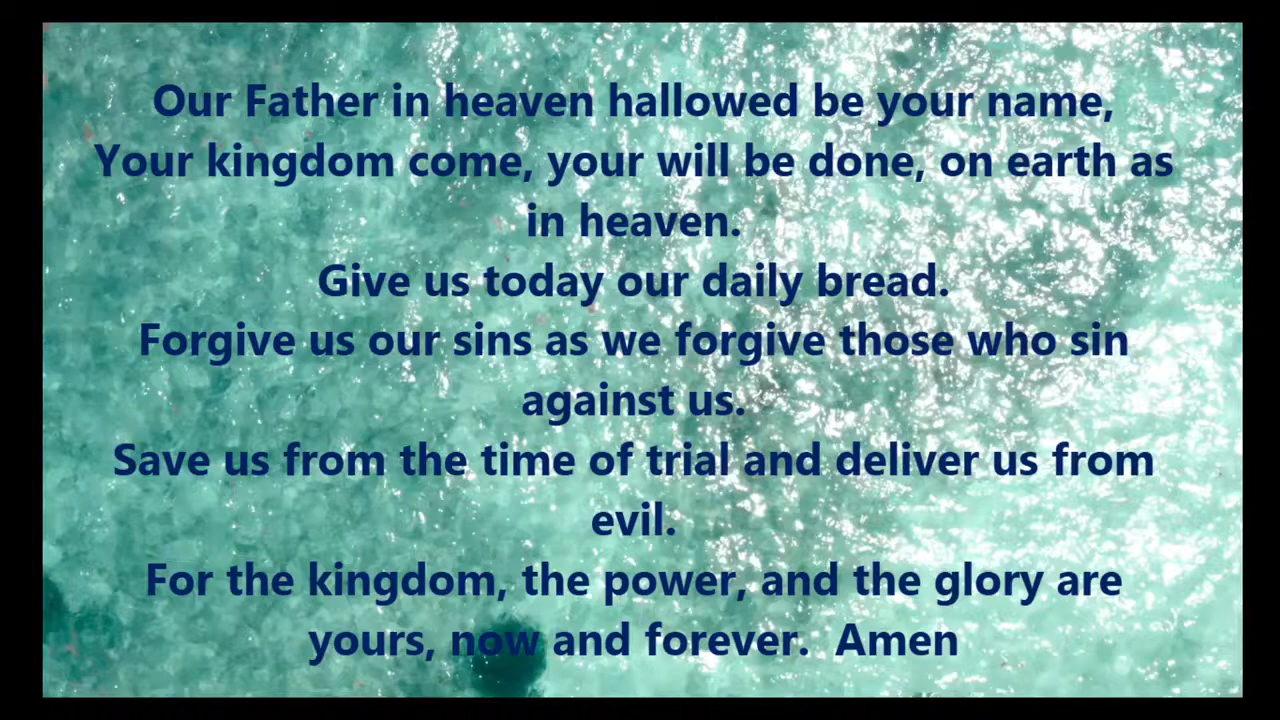 Our Father in heaven hallowed be your name,
Your kingdom come, your will be done, on earth as
in heaven.
Give us today our daily bread.
Forgive us our sins as we forgive those who sin
against us.
Save us from the time of trial and deliver us from
evil.
For the kingdom, the power, and the glory are
yours, now and forever.  Amen